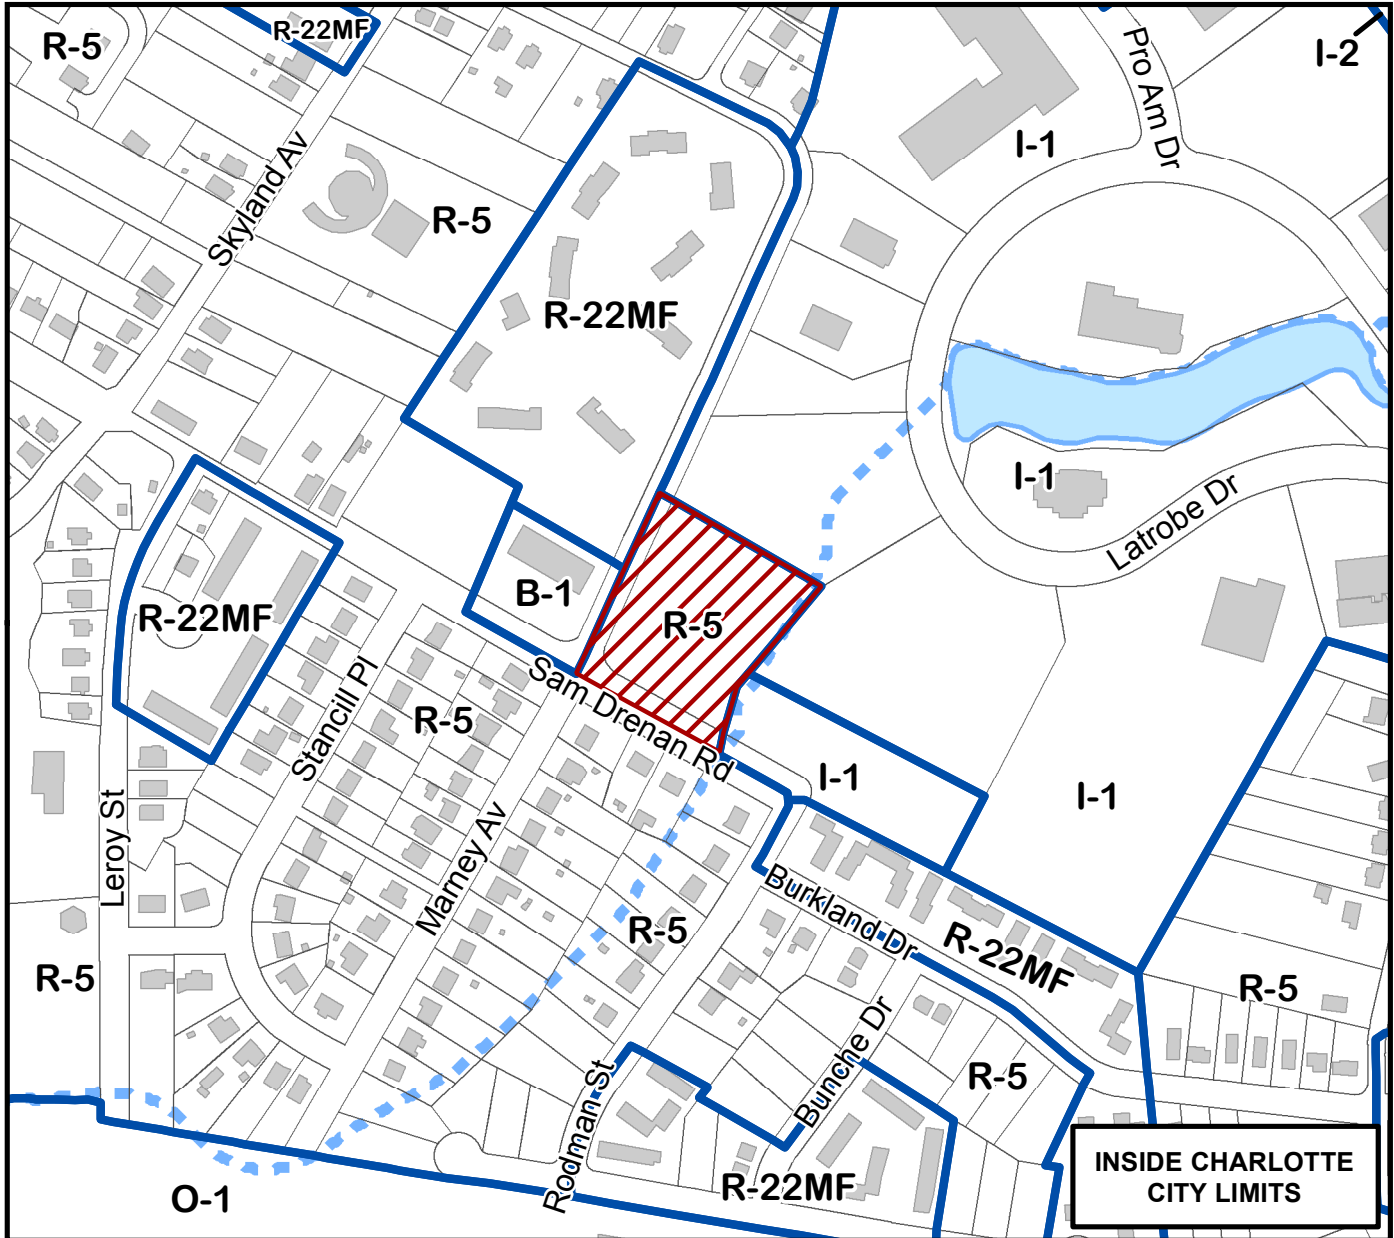 R-22MF
R-5
I-2
Pro Am Dr
I-1
Skyland Av
R-5
R-22MF
I-1
Latrobe Dr
B-1
R-22MF
R-5
Sam Drenan Rd
Stancill Pl
R-5
I-1
I-1
Leroy St
Marney Av
Burkland Dr
R-5
R-22MF
R-5
R-5
Bunche Dr
R-5
Rodman St
R-22MF
O-1
INSIDE CHARLOTTE
CITY LIMITS